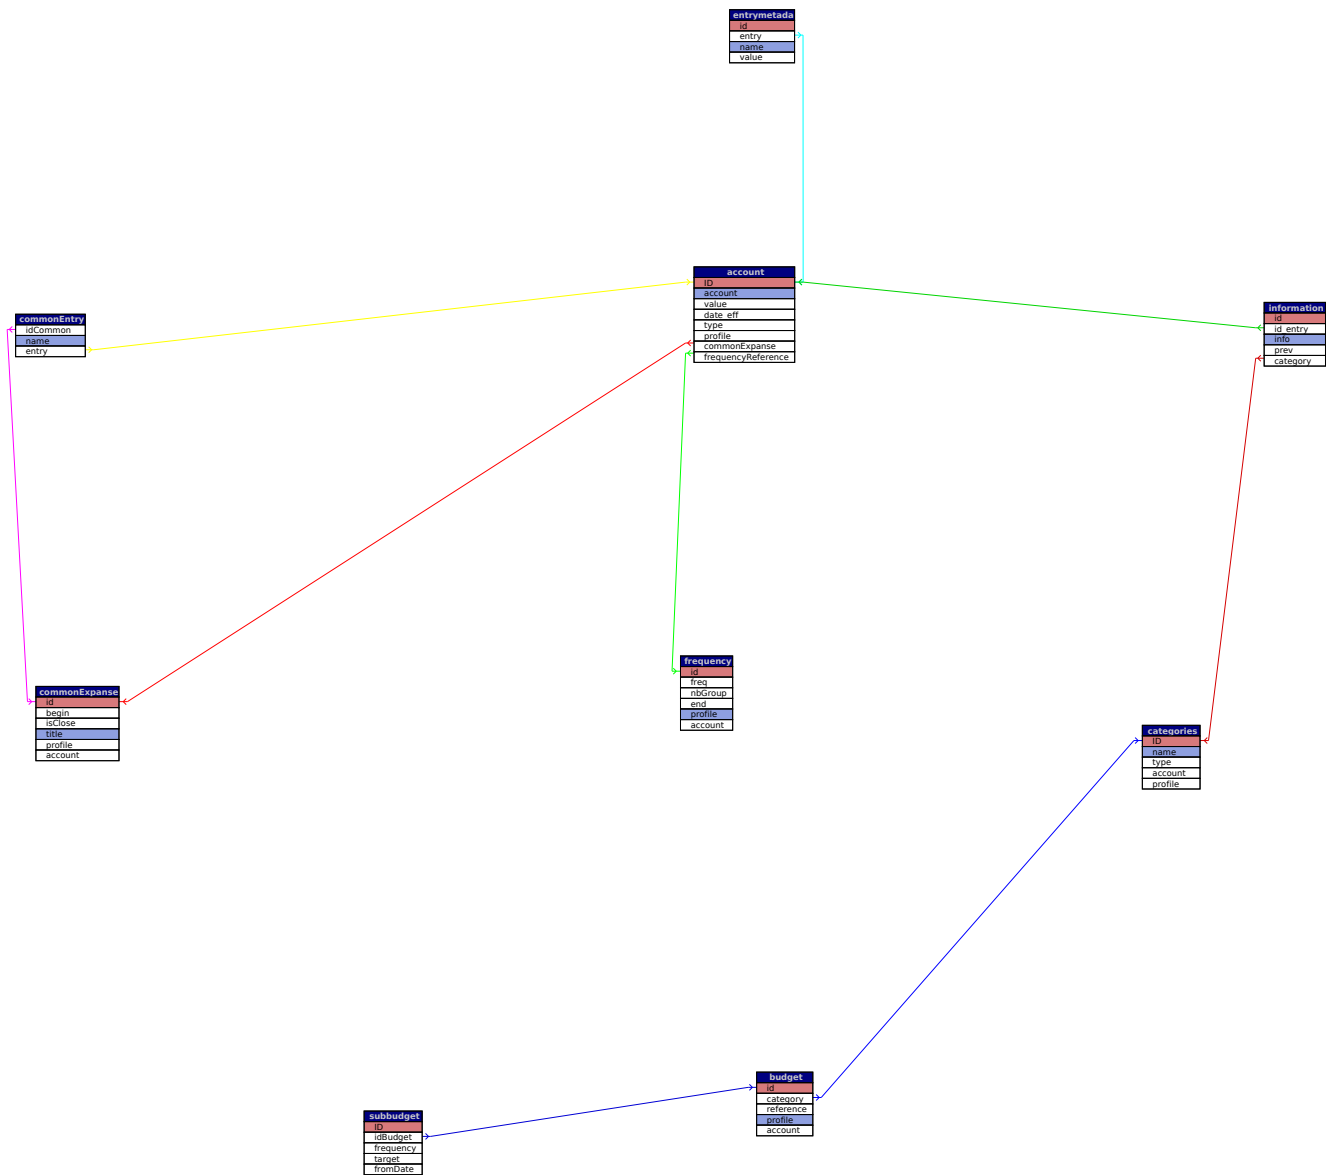 entrymetada
id
entry
name
value
account
ID
account
value
date_eff
type
profile
commonExpanse
frequencyReference
commonEntry
idCommon
name
entry
information
id
id_entry
info
prev
category
frequency
id
freq
nbGroup
end
profile
account
commonExpanse
id
begin
isClose
title
profile
account
categories
ID
name
type
account
profile
budget
id
category
reference
profile
account
subbudget
ID
idBudget
frequency
target
fromDate